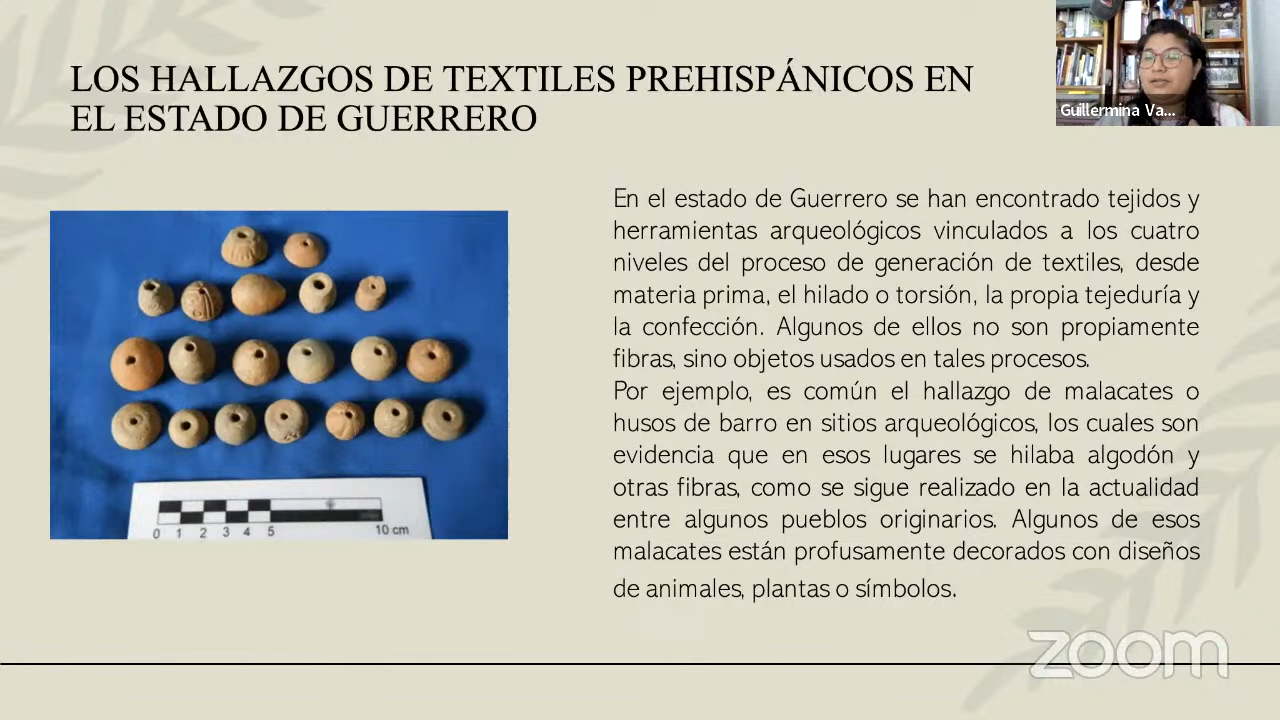 LOS HALLAZGOS DE TEXTILES PREHISPÁNICOS EN
EL ESTADO DE GUERRERO
Guillermina Va...
En el estado de Guerrero se han encontrado tejidos y
herramientas arqueológicos vinculados a los cuatro
niveles del proceso de generación de textiles, desde
materia prima, el hilado o torsión, la propia tejeduría y
la confección. Algunos de ellos no son propiamente
fibras, sino objetos usados en tales procesos.
Por ejemplo, es común el hallazgo de malacates o
husos de barro en sitios arqueológicos, los cuales son
evidencia que en esos lugares se hilaba algodón y
otras fibras, como se sigue realizado en la actualidad
entre algunos pueblos originarios. Algunos de esos
malacates están profusamente decorados con diseños
de animales, plantas o símbolos.
0 1 2 3 4 5 10 cm
zoom